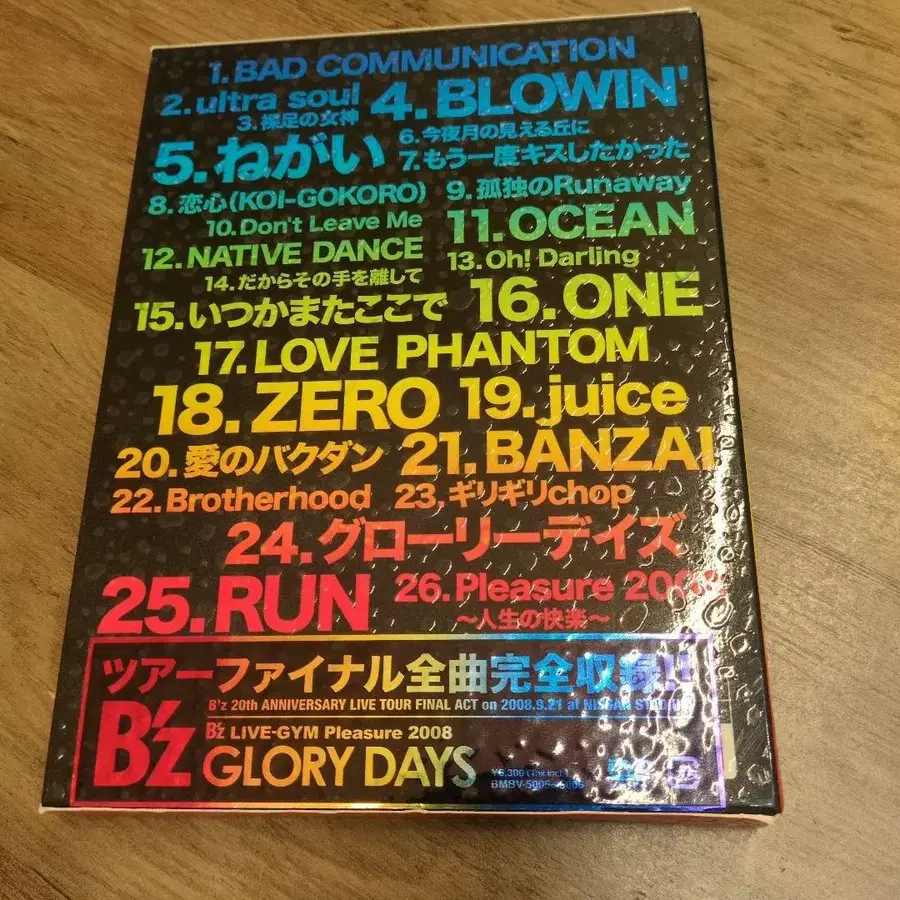 1. BAD COMMUNICATION
2. ultra soul
3.裸足の女神
4. BLOWIN'
5. ねがい
6. 今夜月の見える丘に
7. もう一度キスしたかった
8. 恋心(KOI-GOKORO)
9. 孤独のRunaway
10. Don't Leave Me
11. OCEAN
12. NATIVE DANCE
13. Oh! Darling
14. だからその手を離して
15. いつかまたここで
16. ONE
17. LOVE PHANTOM
18. ZERO
19. juice
20. 愛のバクダン
21. BANZAI
22. Brotherhood
23. ギリギリchop
24. グローリーデイズ
25. RUN
26. Pleasure 2008
〜人生の快楽〜
ツアーファイナル全曲完全収録!!
B'z 20th ANNIVERSARY LIVE TOUR FINAL ACT on 2008.9.21 at NISSAN STADIUM
B'z
B'z LIVE-GYM Pleasure 2008
GLORY DAYS
¥6,300 (Tax incl.)